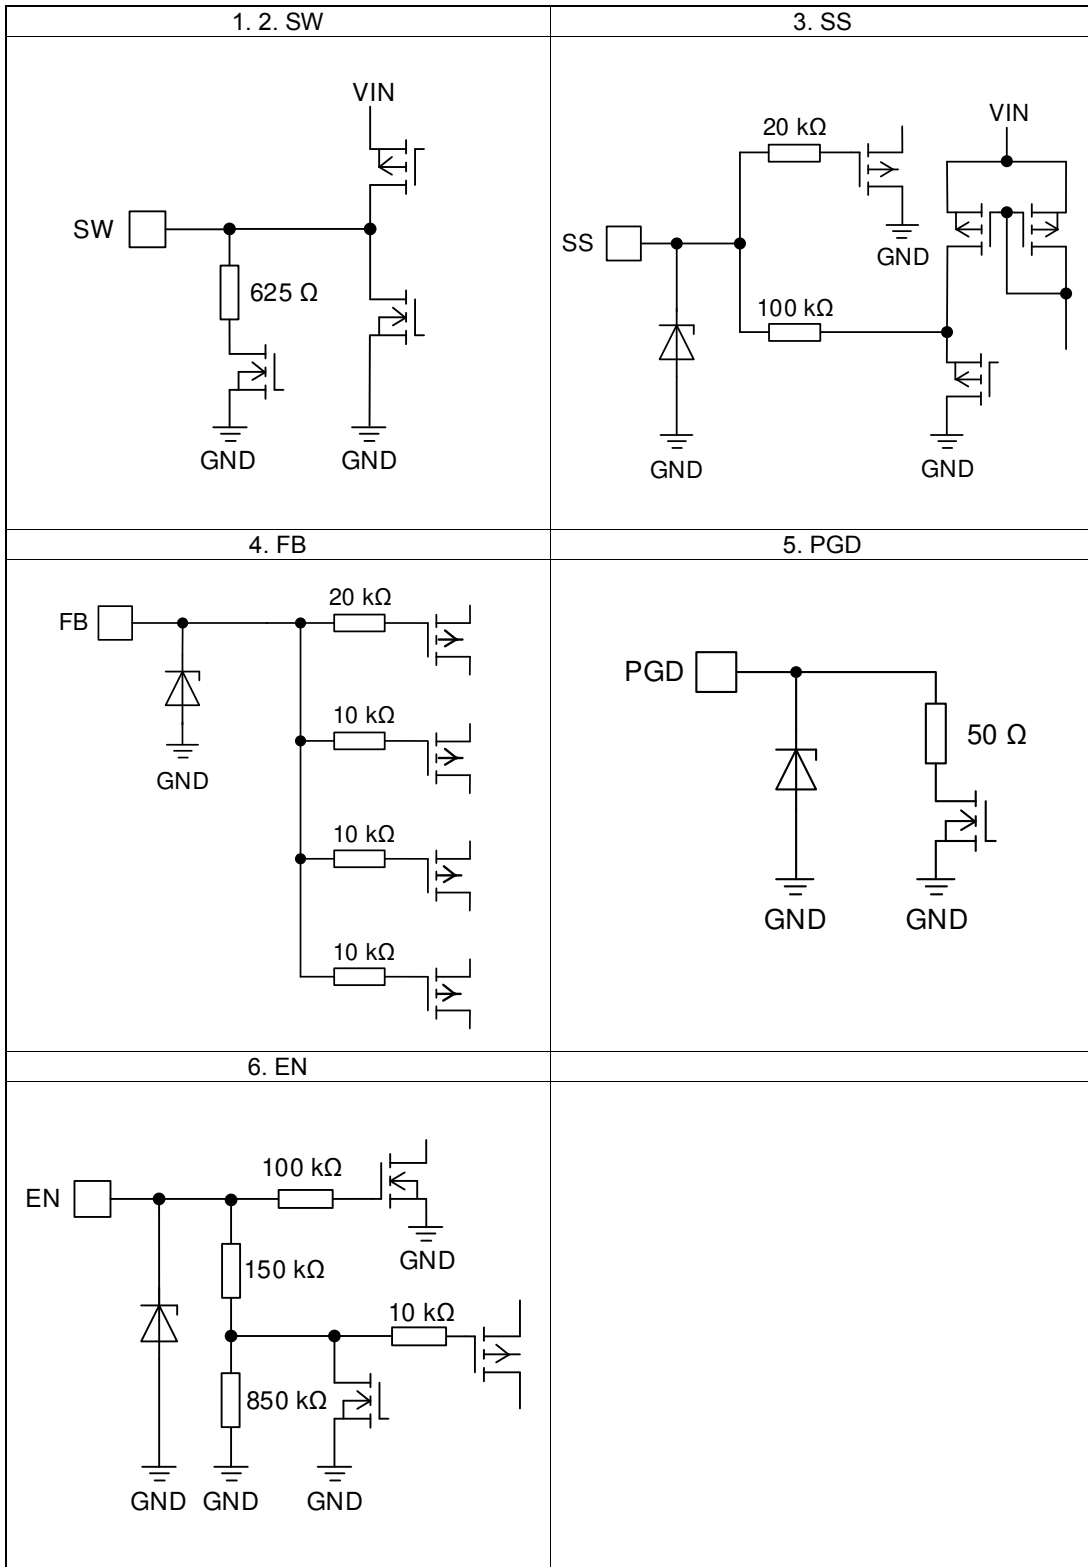 1. 2. SW
VIN
SW
625 Ω
GND
GND
3. SS
20 kΩ
VIN
SS
GND
100 kΩ
GND
GND
4. FB
FB
20 kΩ
10 kΩ
GND
10 kΩ
10 kΩ
5. PGD
PGD
50 Ω
GND
GND
6. EN
EN
100 kΩ
GND
150 kΩ
10 kΩ
850 kΩ
GND
GND
GND